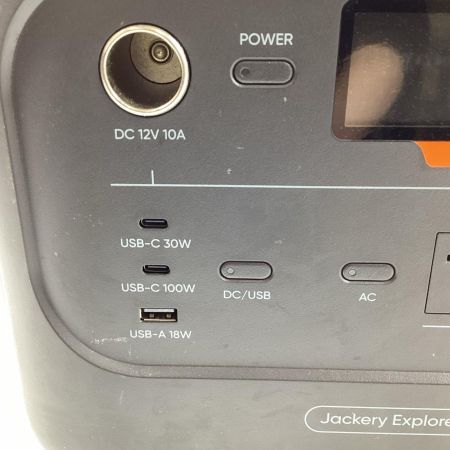 POWER
DC 12V 10A
USB-C 30W
USB-C 100W
DC/USB
AC
USB-A 18W
Jackery Explore